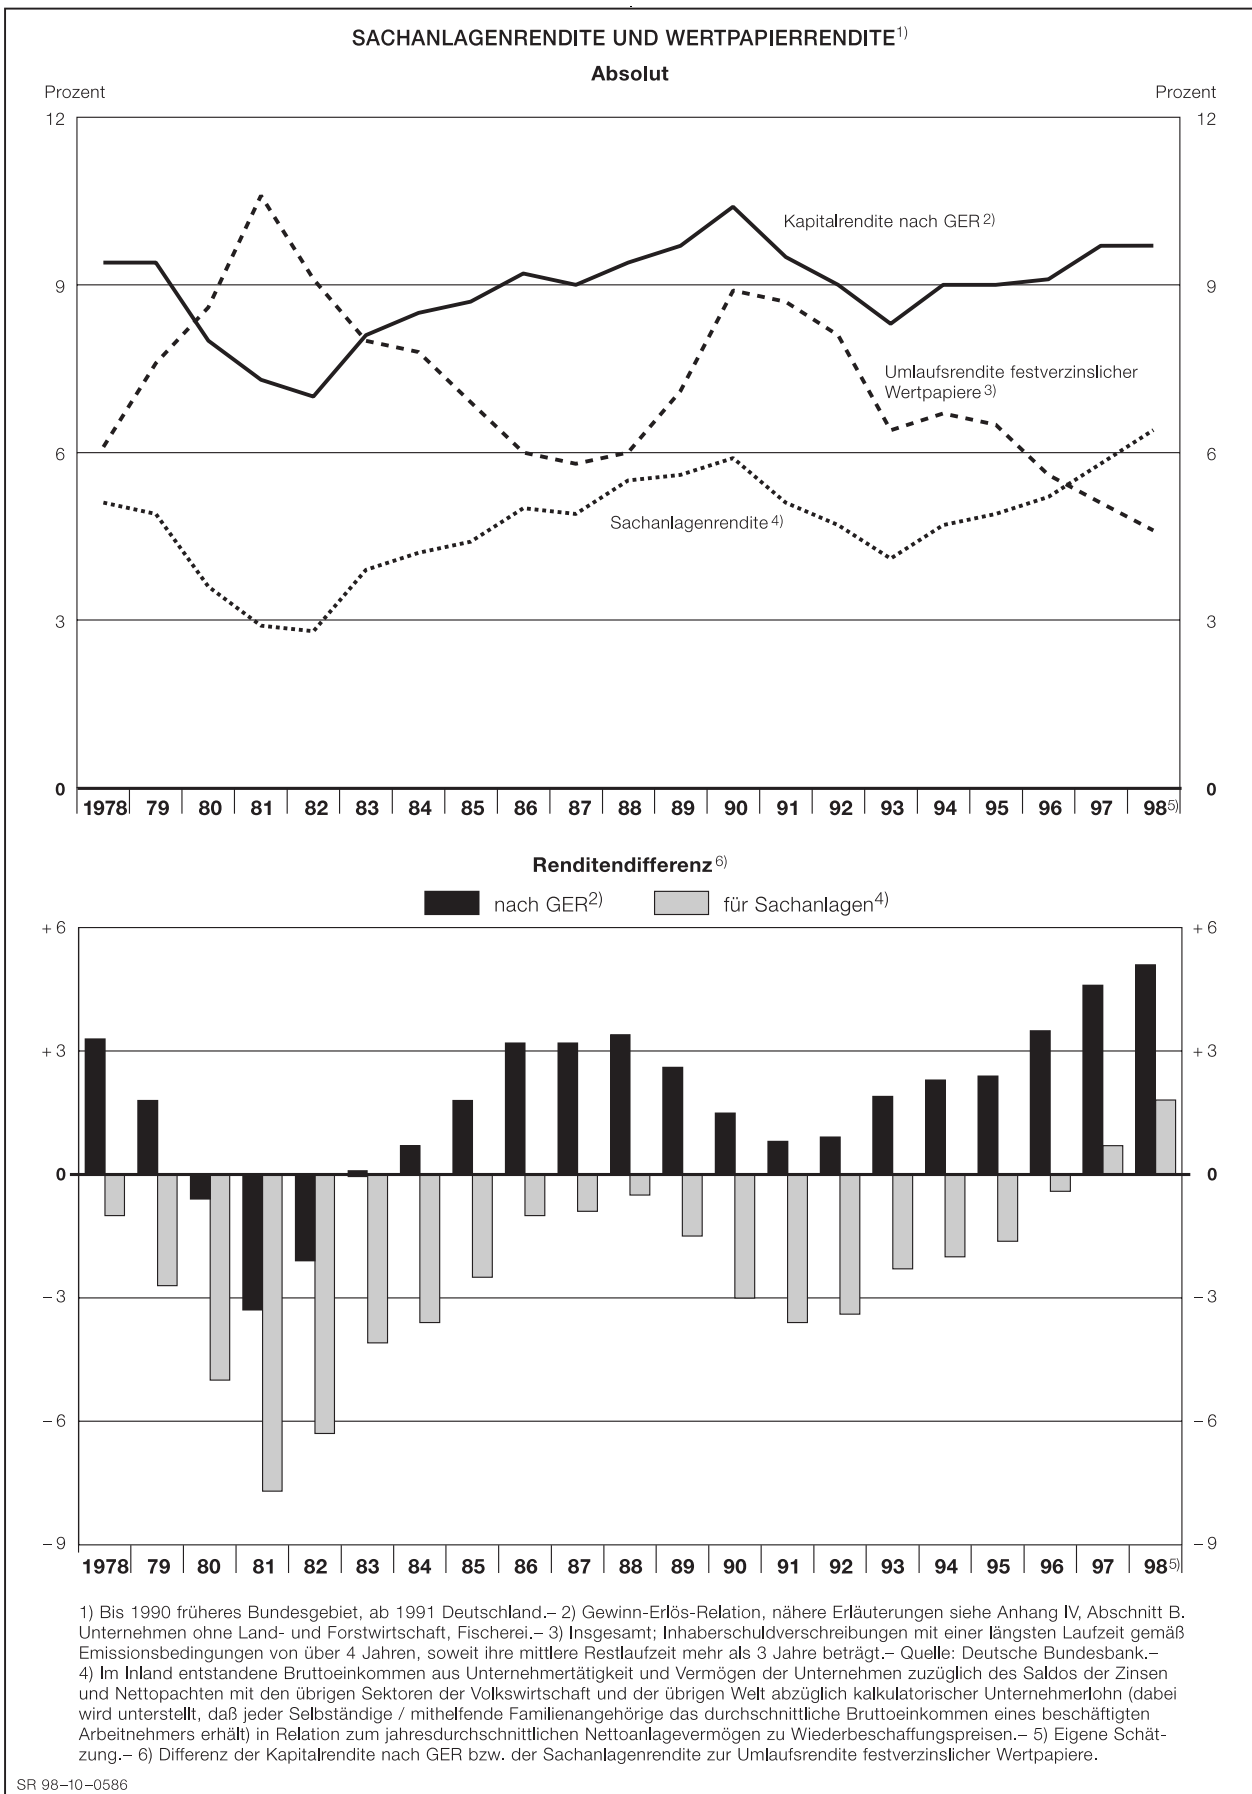 SACHANLAGENRENDITE UND WERTPAPIERRENDITE1)
Absolut
Prozent Prozent
12 12
Kapitalrendite nach GER 2)
9 9
Umlaufsrendite festverzinslicher
Wertpapiere 3)
6 6
Sachanlagenrendite 4)
3 3
0 0
1978 79 80 81 82 83 84 85 86 87 88 89 90 91 92 93 94 95 96 97 98 5)
Renditendifferenz 6)
nach GER2) für Sachanlagen4)
+ 6 + 6
+ 3 + 3
0 0
– 3 – 3
– 6 – 6
– 9 – 9
1978 79 80 81 82 83 84 85 86 87 88 89 90 91 92 93 94 95 96 97 98 5)
1) Bis 1990 früheres Bundesgebiet, ab 1991 Deutschland.– 2) Gewinn-Erlös-Relation, nähere Erläuterungen siehe Anhang IV, Abschnitt B.
Unternehmen ohne Land- und Forstwirtschaft, Fischerei.– 3) Insgesamt; Inhaberschuldverschreibungen mit einer längsten Laufzeit gemäß
Emissionsbedingungen von über 4 Jahren, soweit ihre mittlere Restlaufzeit mehr als 3 Jahre beträgt.– Quelle: Deutsche Bundesbank.–
4) Im Inland entstandene Bruttoeinkommen aus Unternehmertätigkeit und Vermögen der Unternehmen zuzüglich des Saldos der Zinsen
und Nettopachten mit den übrigen Sektoren der Volkswirtschaft und der übrigen Welt abzüglich kalkulatorischer Unternehmerlohn (dabei
wird unterstellt, daß jeder Selbständige / mithelfende Familienangehörige das durchschnittliche Bruttoeinkommen eines beschäftigten
Arbeitnehmers erhält) in Relation zum jahresdurchschnittlichen Nettoanlagevermögen zu Wiederbeschaffungspreisen.– 5) Eigene Schät-
zung.– 6) Differenz der Kapitalrendite nach GER bzw. der Sachanlagenrendite zur Umlaufsrendite festverzinslicher Wertpapiere.
SR 98–10–0586